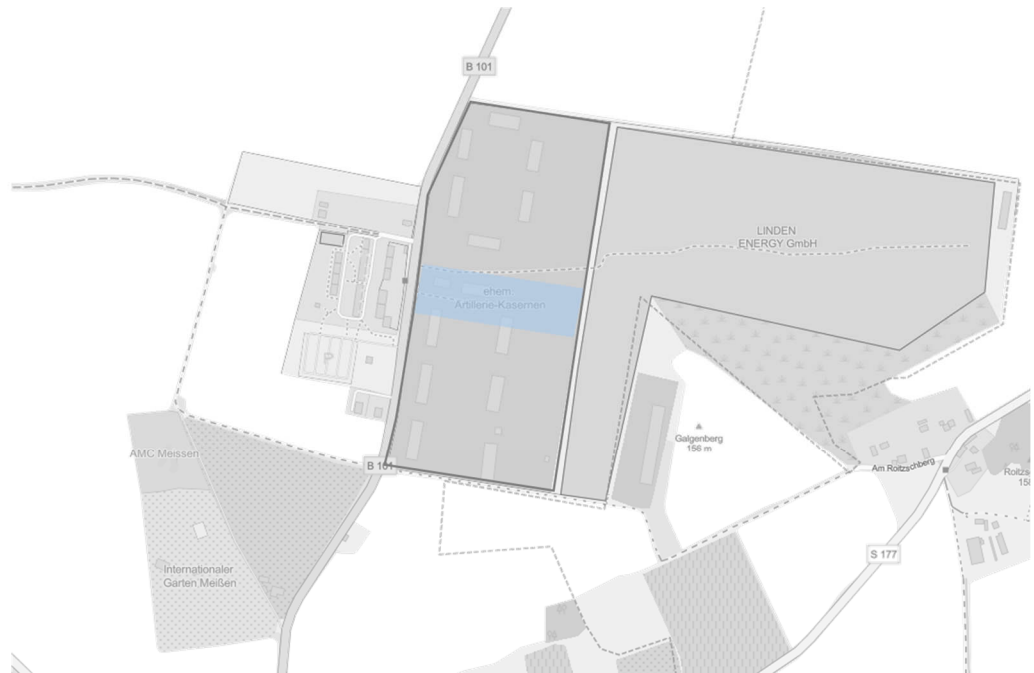 B 101
LINDEN
ENERGY GmbH
ehem
Artillerie-Kasernen
Galgenberg
156 m
AMC Meissen
B 101
Am Roitzschberg
S 177
Internationaler
Garten Meißen